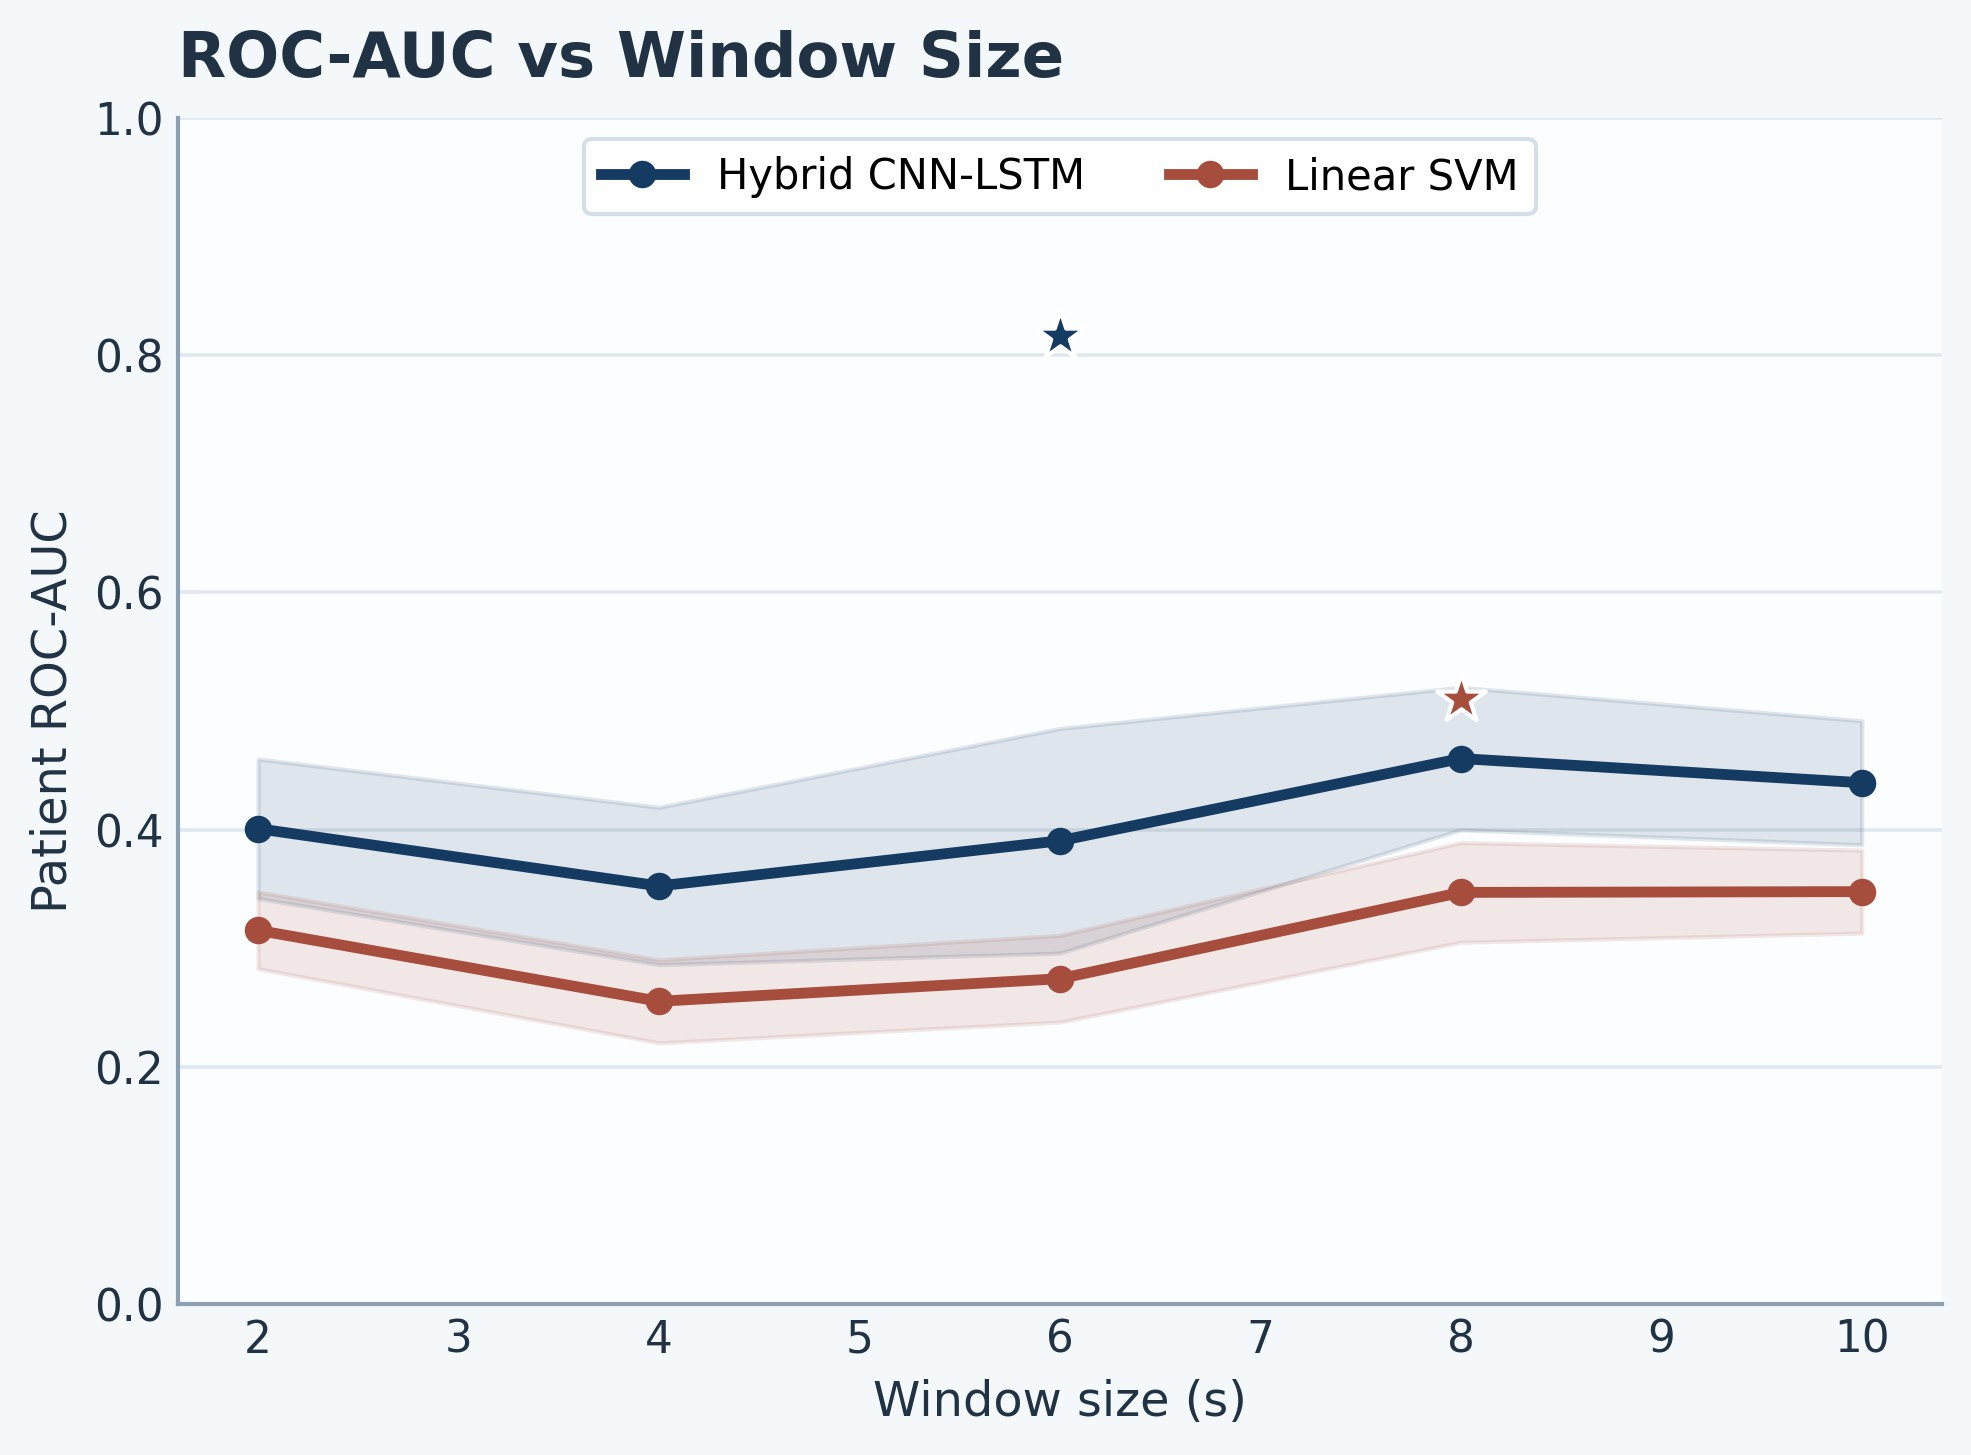 ROC-AUC vs Window Size
1.0
Hybrid CNN-LSTM
Linear SVM
0.8
0.6
0.4
0.2
0.0
Patient ROC-AUC
2 3 4 5 6 7 8 9 10
Window size (s)